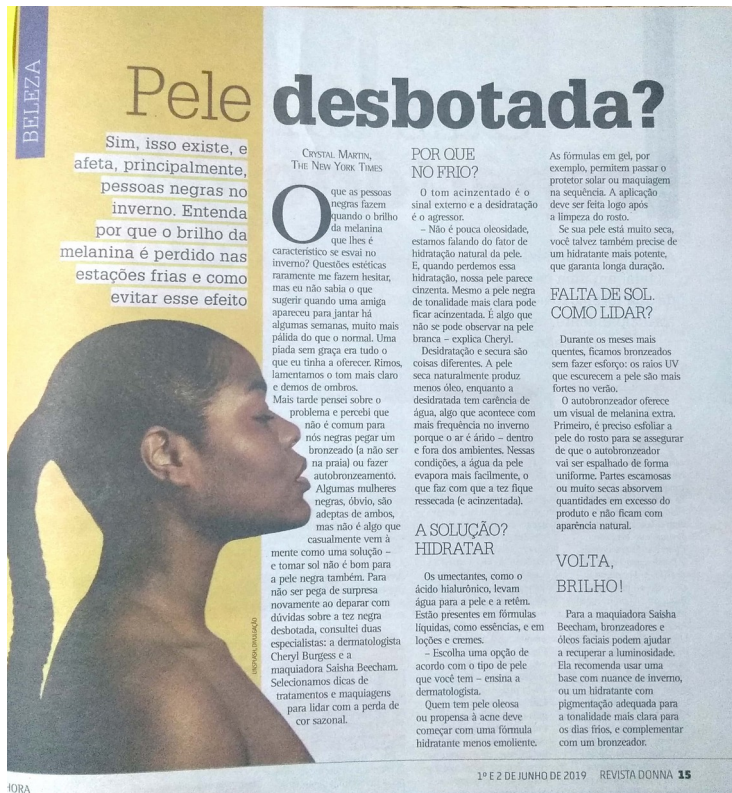 BELEZA
Pele desbotada?
Sim, isso existe, e
afeta, principalmente,
pessoas negras no
inverno. Entenda
por que o brilho da
melanina é perdido nas
estações frias e como
evitar esse efeito
CRYSTAL MARTIN,
THE NEW YORK TIMES
O que as pessoas
negras fazem
quando o brilho
da melanina
que lhes é
característico se esvai no
inverno? Questões estéticas
raramente me fazem hesitar,
mas eu não sabia o que
sugerir quando uma amiga
apareceu para jantar há
algumas semanas, muito mais
pálida do que o normal. Uma
piada sem graça era tudo o
que eu tinha a oferecer. Rimos,
lamentamos o tom mais claro
e demos de ombros.
Mais tarde pensei sobre o
problema e percebi que
não é comum para
nós negras pegar um
bronzeado (a não ser
na praia) ou fazer
autobronzeamento.
Algumas mulheres
negras, óbvio, são
adeptas de ambos,
mas não é algo que
casualmente vem à
mente como uma solução –
e tomar sol não é bom para
a pele negra também. Para
não ser pega de surpresa
novamente ao deparar com
dúvidas sobre a tez negra
desbotada, consultei duas
especialistas: a dermatologista
Cheryl Burgess e a
maquiadora Saisha Beecham.
Selecionamos dicas de
tratamentos e maquiagens
para lidar com a perda de
cor sazonal.
UNSPLASH, DIVULGAÇÃO
POR QUE
NO FRIO?
O tom acinzentado é o
sinal externo e a desidratação
é o agressor.
– Não é pouca oleosidade,
estamos falando do fator de
hidratação natural da pele.
E, quando perdemos essa
hidratação, nossa pele parece
cinzenta. Mesmo a pele negra
de tonalidade mais clara pode
ficar acinzentada. É algo que
não se pode observar na pele
branca – explica Cheryl.
Desidratação e secura são
coisas diferentes. A pele
seca naturalmente produz
menos óleo, enquanto a
desidratada tem carência de
água, algo que acontece com
mais frequência no inverno
porque o ar é árido – dentro
e fora dos ambientes. Nessas
condições, a água da pele
evapora mais facilmente, o
que faz com que a tez fique
ressecada (e acinzentada).
A SOLUÇÃO?
HIDRATAR
Os umectantes, como o
ácido hialurônico, levam
água para a pele e a retêm.
Estão presentes em fórmulas
líquidas, como essências, e em
loções e cremes.
– Escolha uma opção de
acordo com o tipo de pele
que você tem – ensina a
dermatologista.
Quem tem pele oleosa
ou propensa à acne deve
começar com uma fórmula
hidratante menos emoliente.
As fórmulas em gel, por
exemplo, permitem passar o
protetor solar ou maquiagem
na sequência. A aplicação
deve ser feita logo após
a limpeza do rosto.
Se sua pele está muito seca,
você talvez também precise de
um hidratante mais potente,
que garanta longa duração.
FALTA DE SOL.
COMO LIDAR?
Durante os meses mais
quentes, ficamos bronzeados
sem fazer esforço: os raios UV
que escurecem a pele são mais
fortes no verão.
O autobronzeador oferece
um visual de melanina extra.
Primeiro, é preciso esfoliar a
pele do rosto para se assegurar
de que o autobronzeador
vai ser espalhado de forma
uniforme. Partes escamosas
ou muito secas absorvem
quantidades em excesso do
produto e não ficam com
aparência natural.
VOLTA,
BRILHO!
Para a maquiadora Saisha
Beecham, bronzeadores e
óleos faciais podem ajudar
a recuperar a luminosidade.
Ela recomenda usar uma
base com nuance de inverno,
ou um hidratante com
pigmentação adequada para
a tonalidade mais clara para
os dias frios, e complementar
com um bronzeador.
HORA
1º E 2 DE JUNHO DE 2019 REVISTA DONNA 15